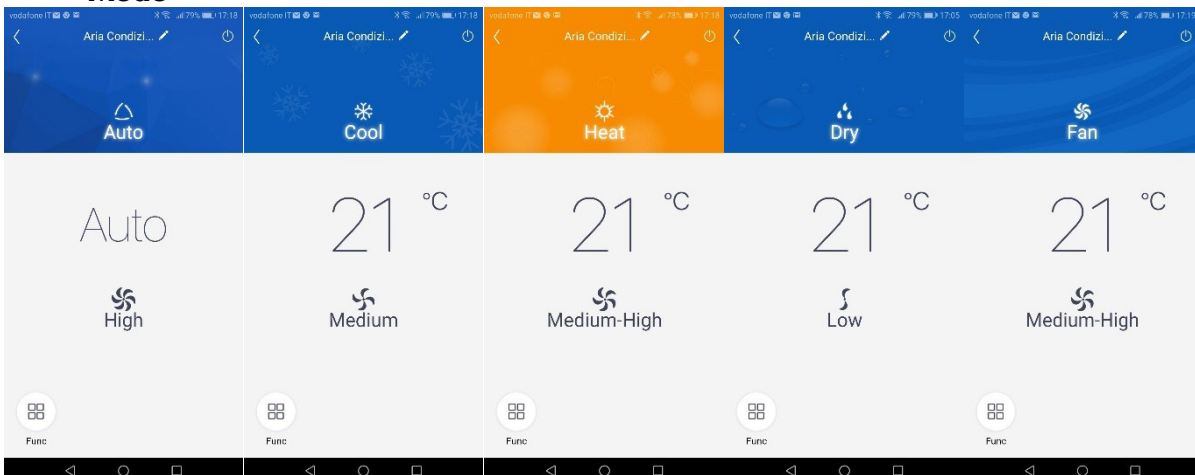 Mode
vodafone IT 79% 17:18
Aria Condizi...
Auto
Auto
High
Func
vodafone IT 79% 17:18
Aria Condizi...
Cool
21 °C
Medium
Func
vodafone IT 78% 17:18
Aria Condizi...
Heat
21 °C
Medium-High
Func
vodafone IT 79% 17:05
Aria Condizi...
Dry
21 °C
Low
Func
vodafone IT 78% 17:19
Aria Condizi...
Fan
21 °C
Medium-High
Func